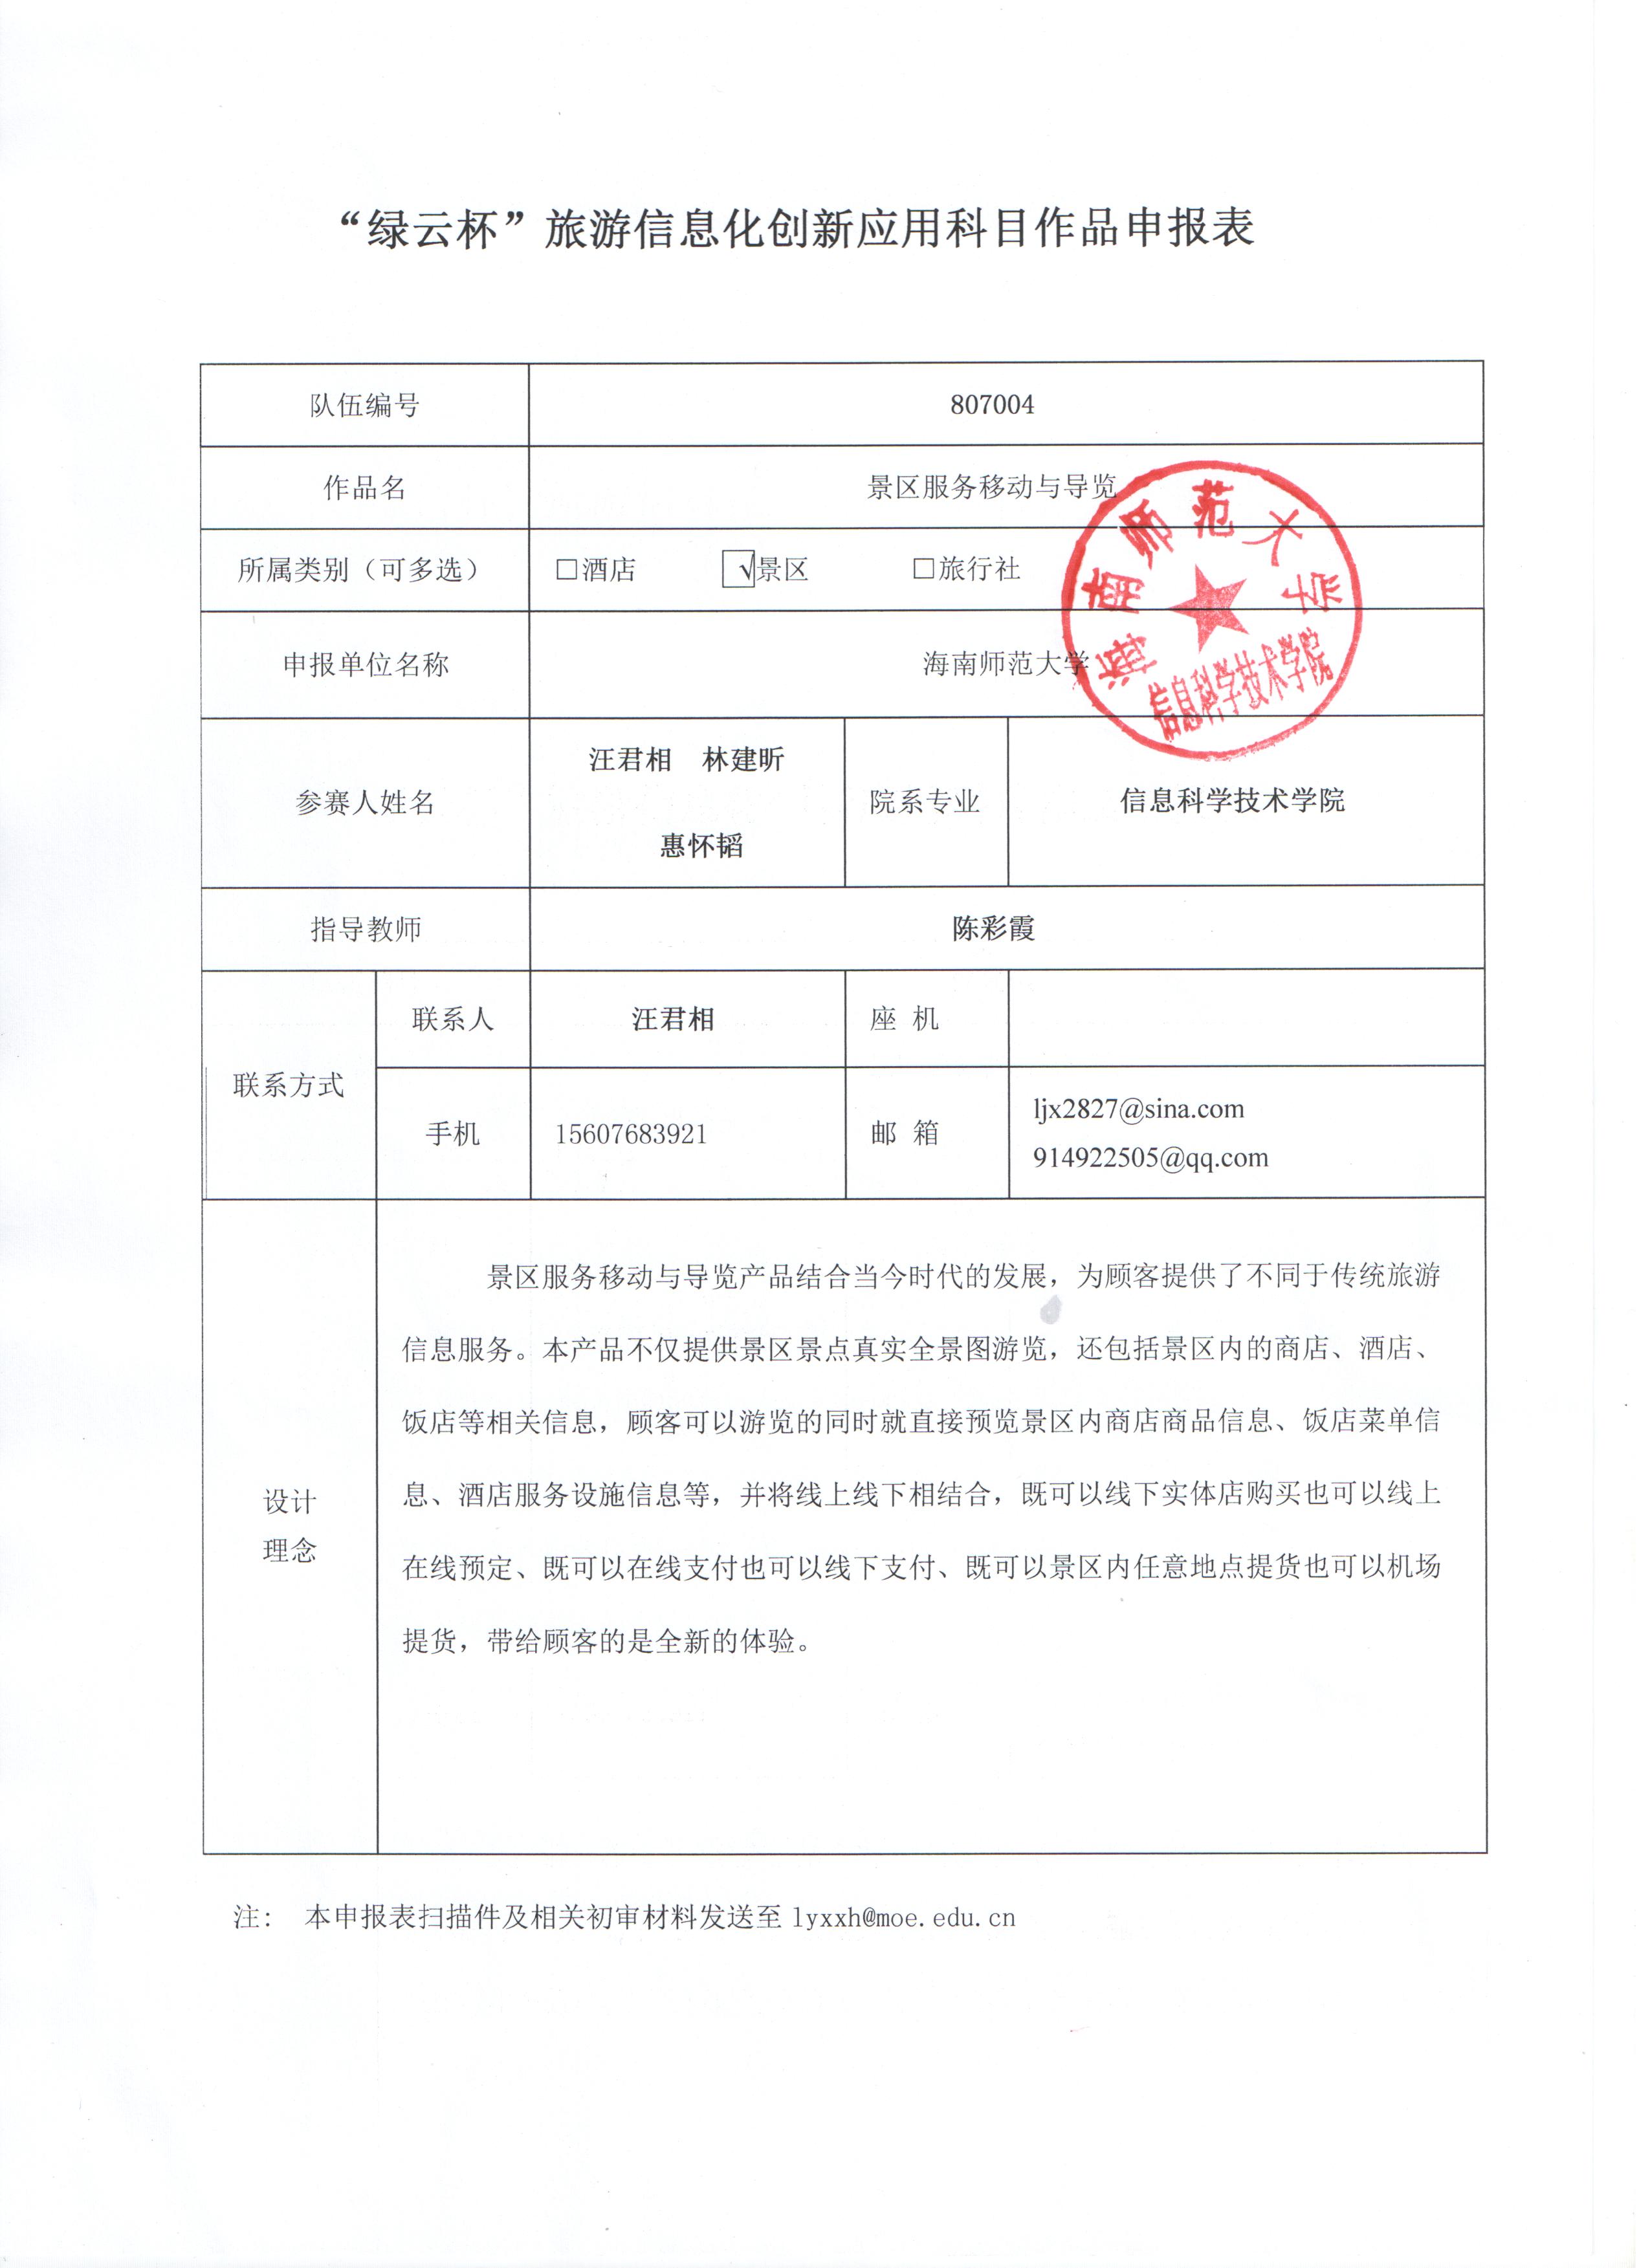 “绿云杯”旅游信息化创新应用科目作品申报表
队伍编号 807004
作品名 景区服务移动与导览
所属类别（可多选） □酒店 √景区 □旅行社
申报单位名称 海南师范大学
海南师范大学
信息科学技术学院
参赛人姓名 汪君相 林建昕
惠怀韬
院系专业 信息科学技术学院
指导教师 陈彩霞
联系方式
联系人 汪君相 座 机
手机 15607683921 邮 箱
ljx2827@sina.com
914922505@qq.com
设计
理念
景区服务移动与导览产品结合当今时代的发展，为顾客提供了不同于传统旅游
信息服务。本产品不仅提供景区景点真实全景图游览，还包括景区内的商店、酒店、
饭店等相关信息，顾客可以游览的同时就直接预览景区内商店商品信息、饭店菜单信
息、酒店服务设施信息等，并将线上线下相结合，既可以线下实体店购买也可以线上
在线预定、既可以在线支付也可以线下支付、既可以景区内任意地点提货也可以机场
提货，带给顾客的是全新的体验。
注： 本申报表扫描件及相关初审材料发送至 lyxxh@moe.edu.cn